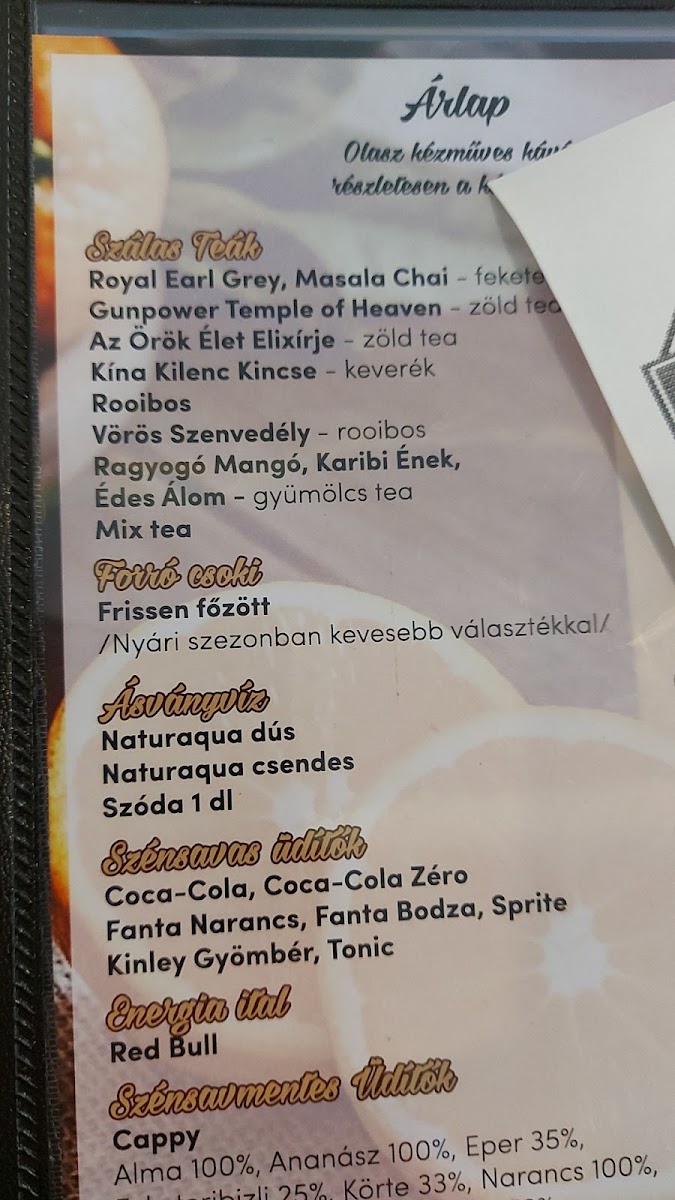 Árlap
Olasz kézműves
részletesen a
Szálas Teák
Royal Earl Grey, Masala Chai - fekete
Gunpower Temple of Heaven - zöld tea
Az Örök Élet Elixírje - zöld tea
Kína Kilenc Kincse - keverék
Rooibos
Vörös Szenvedély - rooibos
Ragyogó Mangó, Karibi Ének,
Édes Álom - gyümölcs tea
Mix tea
Forró csoki
Frissen főzött
/Nyári szezonban kevesebb választékkal/
Ásványvíz
Naturaqua dús
Naturaqua csendes
Szóda 1 dl
Szénsavas üdítők
Coca-Cola, Coca-Cola Zéro
Fanta Narancs, Fanta Bodza, Sprite
Kinley Gyömbér, Tonic
Energia ital
Red Bull
Szénsavmentes Üdítők
Cappy
Alma 100%, Ananász 100%, Eper 35%,
25%, Körte 33%, Narancs 100%,